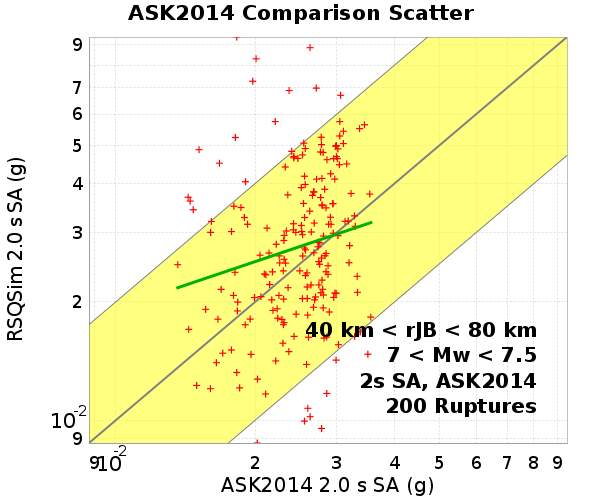 ASK2014 Comparison Scatter
RSQSim 2.0 s SA (g)
9
7
6
5
4
3
2
10-2
9
40 km < rJB < 80 km
7 < Mw < 7.5
2s SA, ASK2014
200 Ruptures
9 10-2 2 3 4 5 6 7 8 9
ASK2014 2.0 s SA (g)